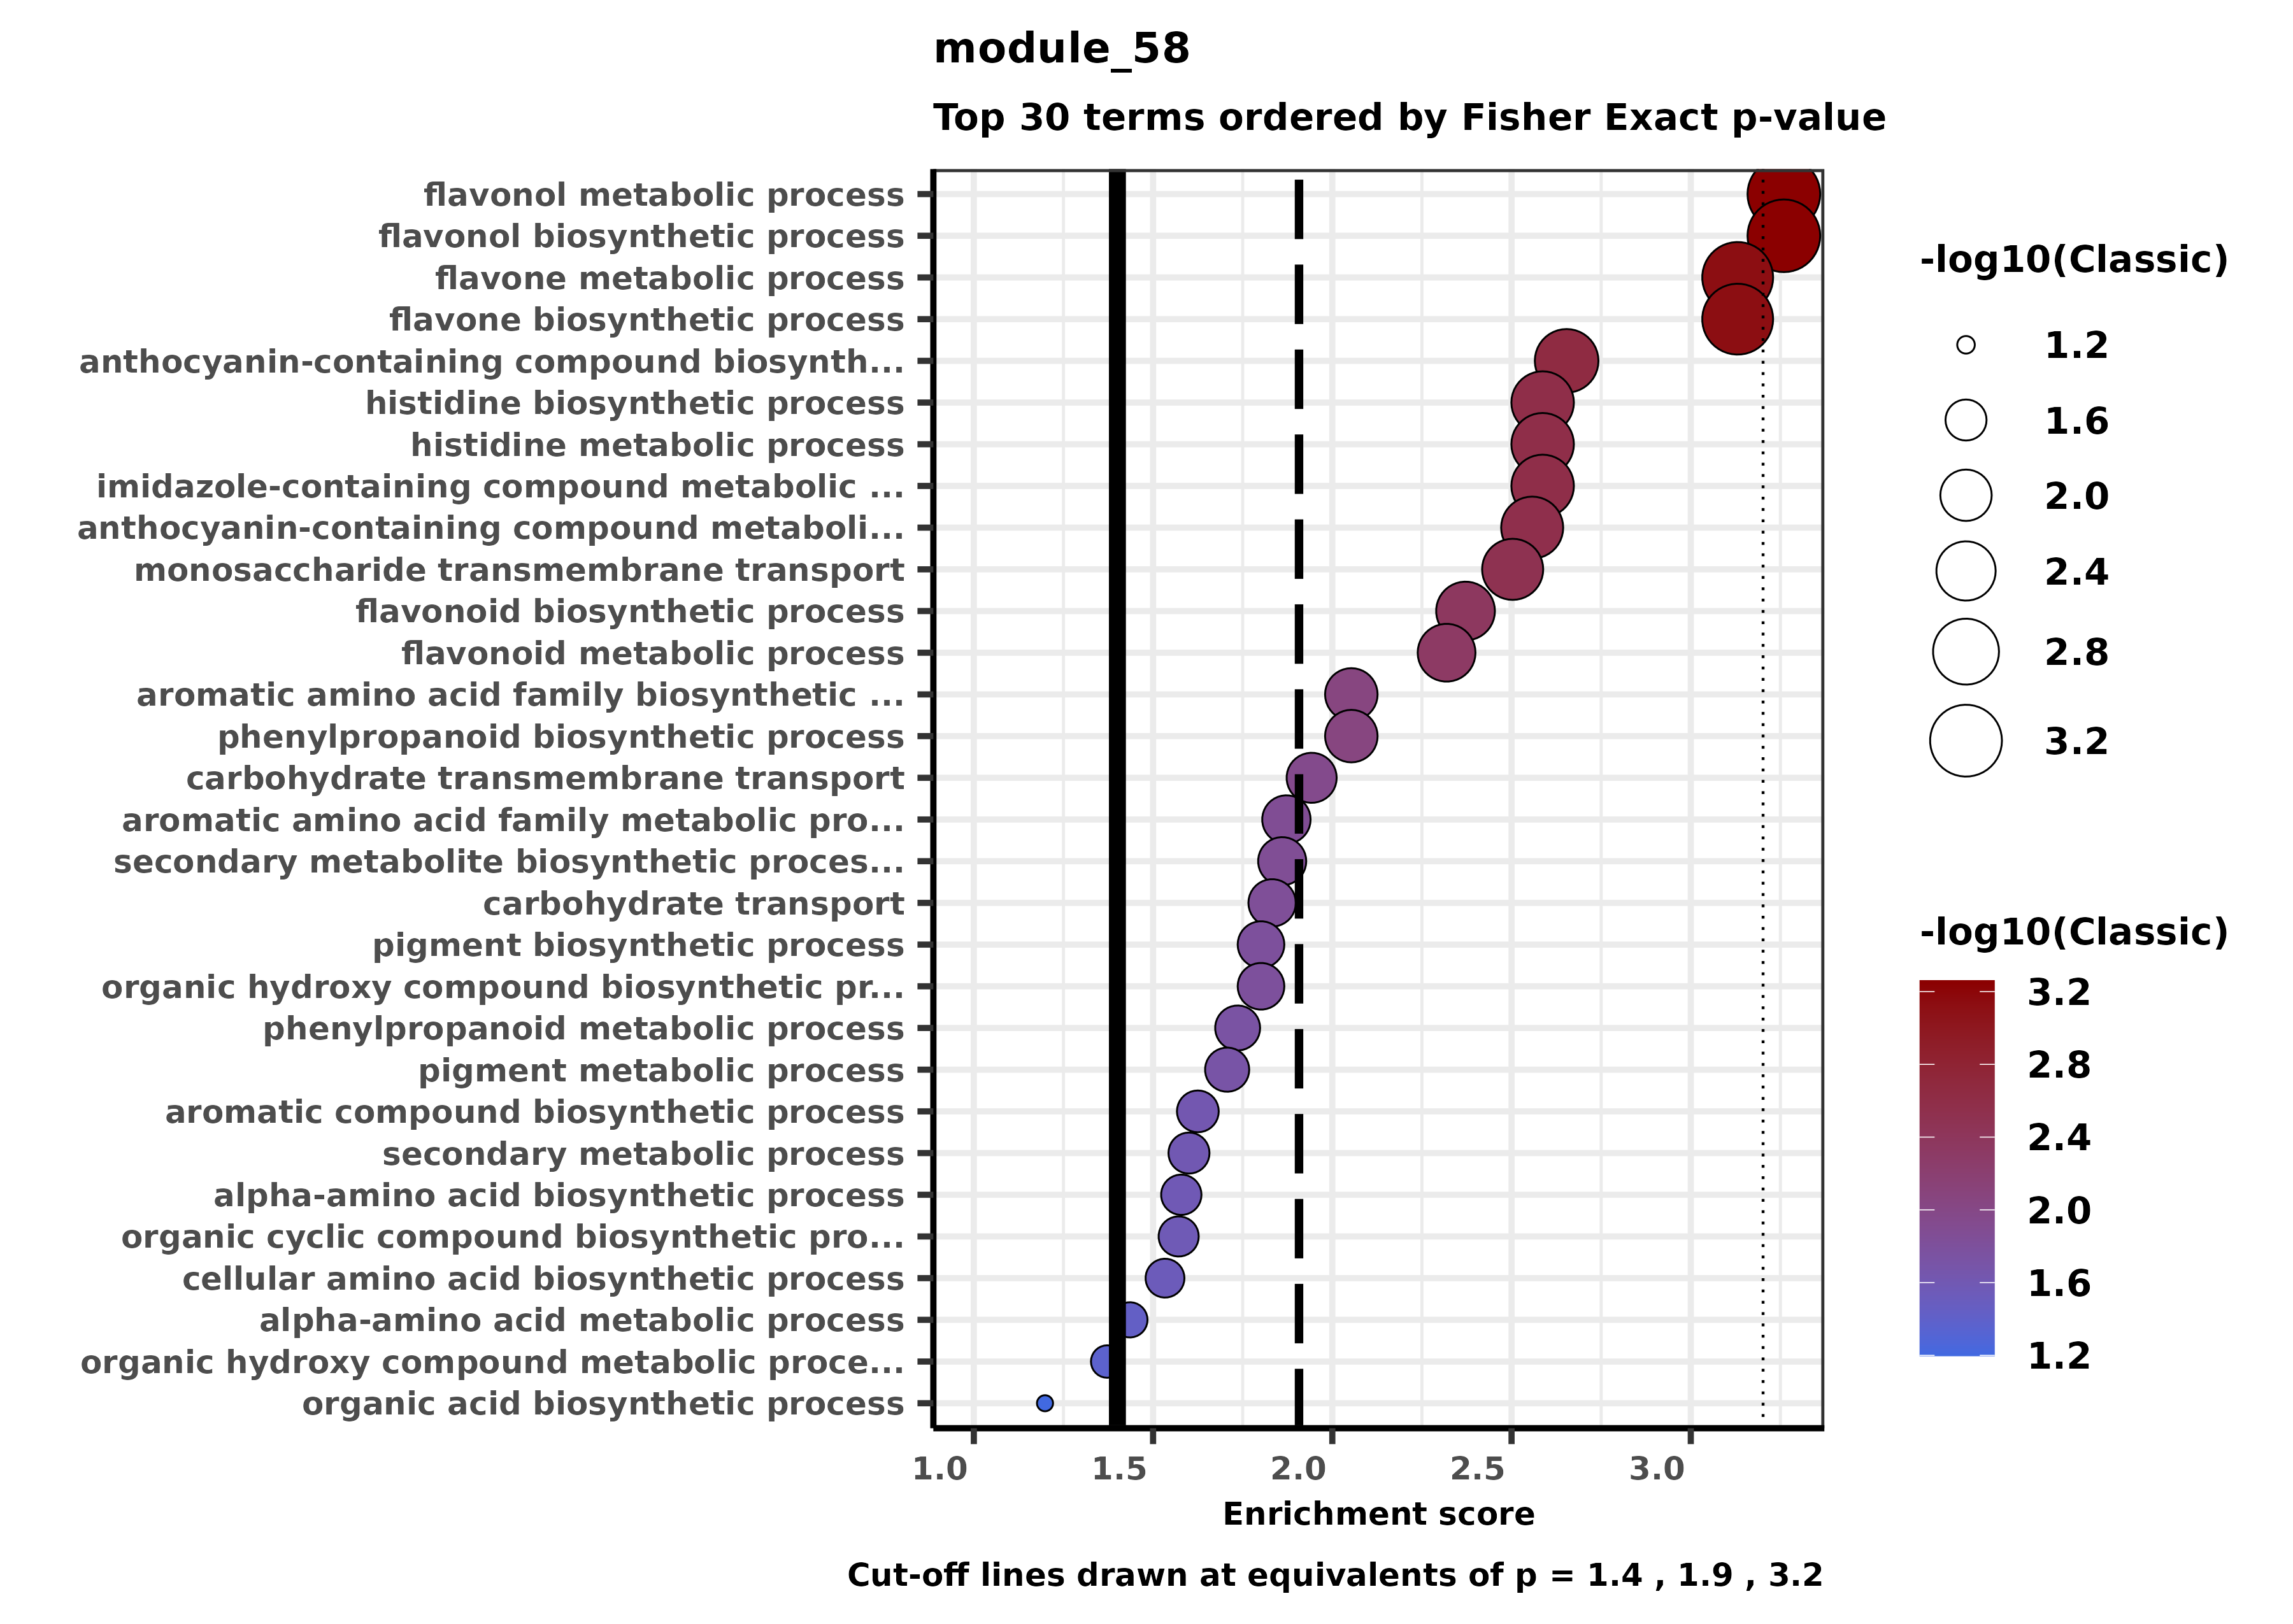 module_58
Top 30 terms ordered by Fisher Exact p-value
flavonol metabolic process
flavonol biosynthetic process
flavone metabolic process
flavone biosynthetic process
anthocyanin-containing compound biosynth...
histidine biosynthetic process
histidine metabolic process
imidazole-containing compound metabolic ...
anthocyanin-containing compound metaboli...
monosaccharide transmembrane transport
flavonoid biosynthetic process
flavonoid metabolic process
aromatic amino acid family biosynthetic ...
phenylpropanoid biosynthetic process
carbohydrate transmembrane transport
aromatic amino acid family metabolic pro...
secondary metabolite biosynthetic proces...
carbohydrate transport
pigment biosynthetic process
organic hydroxy compound biosynthetic pr...
phenylpropanoid metabolic process
pigment metabolic process
aromatic compound biosynthetic process
secondary metabolic process
alpha-amino acid biosynthetic process
organic cyclic compound biosynthetic pro...
cellular amino acid biosynthetic process
alpha-amino acid metabolic process
organic hydroxy compound metabolic proce...
organic acid biosynthetic process
1.0 1.5 2.0 2.5 3.0
Enrichment score
Cut-off lines drawn at equivalents of p = 1.4 , 1.9 , 3.2
-log10(Classic)
1.2
1.6
2.0
2.4
2.8
3.2
-log10(Classic)
3.2
2.8
2.4
2.0
1.6
1.2